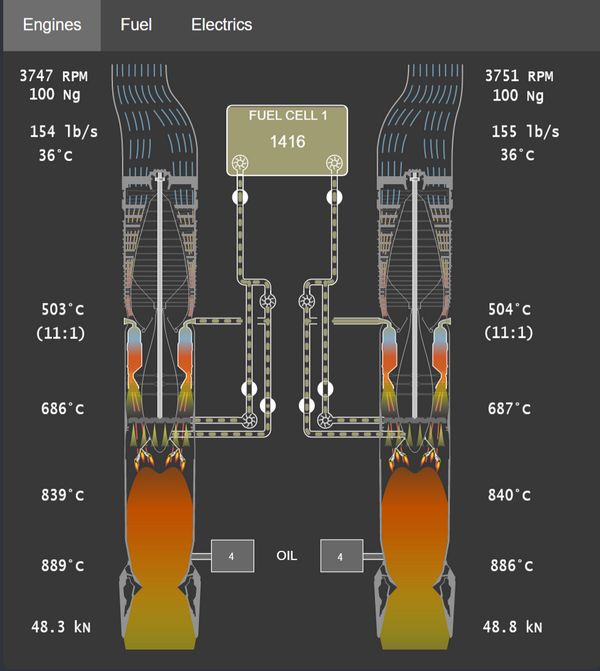 Engines Fuel Electrics
3747 RPM
100 Ng
154 lb/s
36°c
503°c
(11:1)
686°c
839°c
889°c
48.3 kN
FUEL CELL 1
1416
4 OIL 4
3751 RPM
100 Ng
155 lb/s
36°c
504°c
(11:1)
687°c
840°c
886°c
48.8 kN